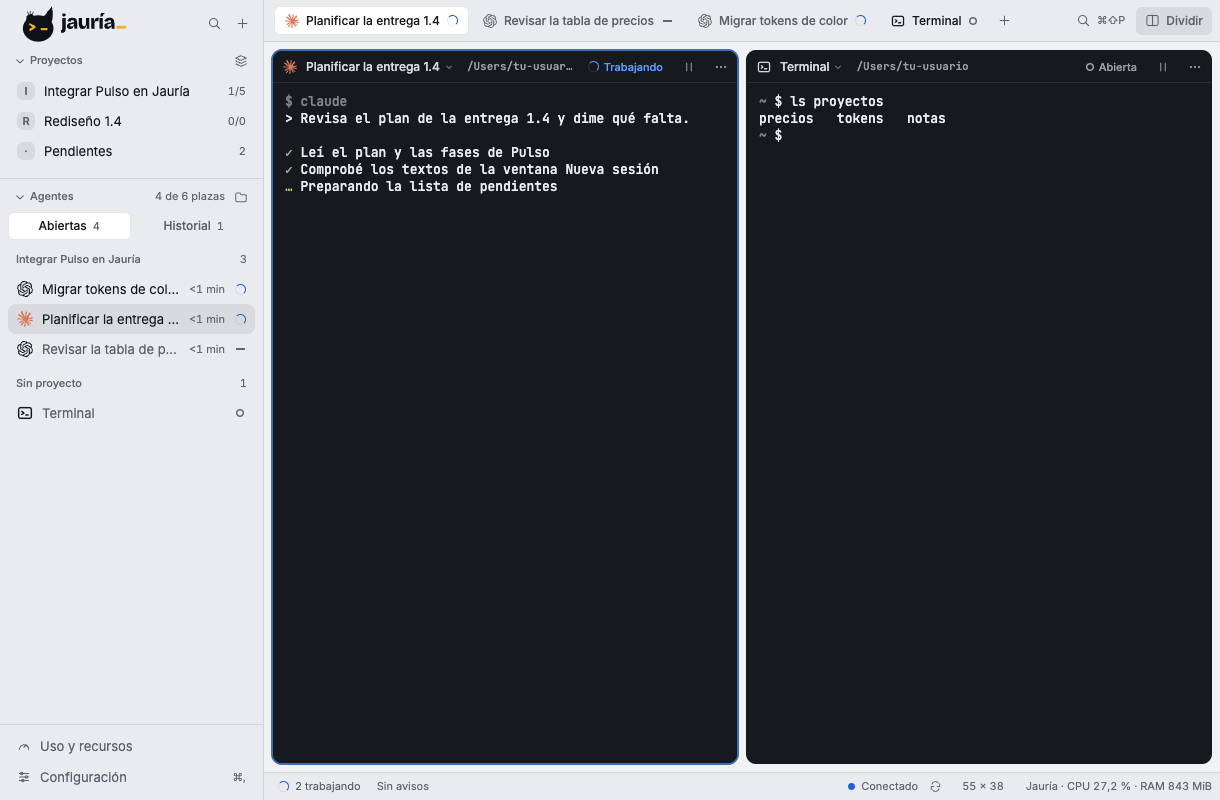 jauría_
Proyectos
I Integrar Pulso en Jauría 1/5
R Rediseño 1.4 0/0
· Pendientes 2
Agentes 4 de 6 plazas
Abiertas 4 Historial 1
Integrar Pulso en Jauría 3
Migrar tokens de col... <1 min
Planificar la entrega ... <1 min
Revisar la tabla de p... <1 min
Sin proyecto 1
Terminal
Uso y recursos
Configuración ⌘,
Planificar la entrega 1.4 Revisar la tabla de precios Migrar tokens de color Terminal ⌘⇧P Dividir
Planificar la entrega 1.4 /Users/tu-usuar… Trabajando
$ claude
> Revisa el plan de la entrega 1.4 y dime qué falta.
✓ Leí el plan y las fases de Pulso
✓ Comprobé los textos de la ventana Nueva sesión
… Preparando la lista de pendientes
Terminal /Users/tu-usuario Abierta
~ $ ls proyectos
precios tokens notas
~ $
2 trabajando Sin avisos Conectado 55 × 38 Jauría · CPU 27,2 % · RAM 843 MiB